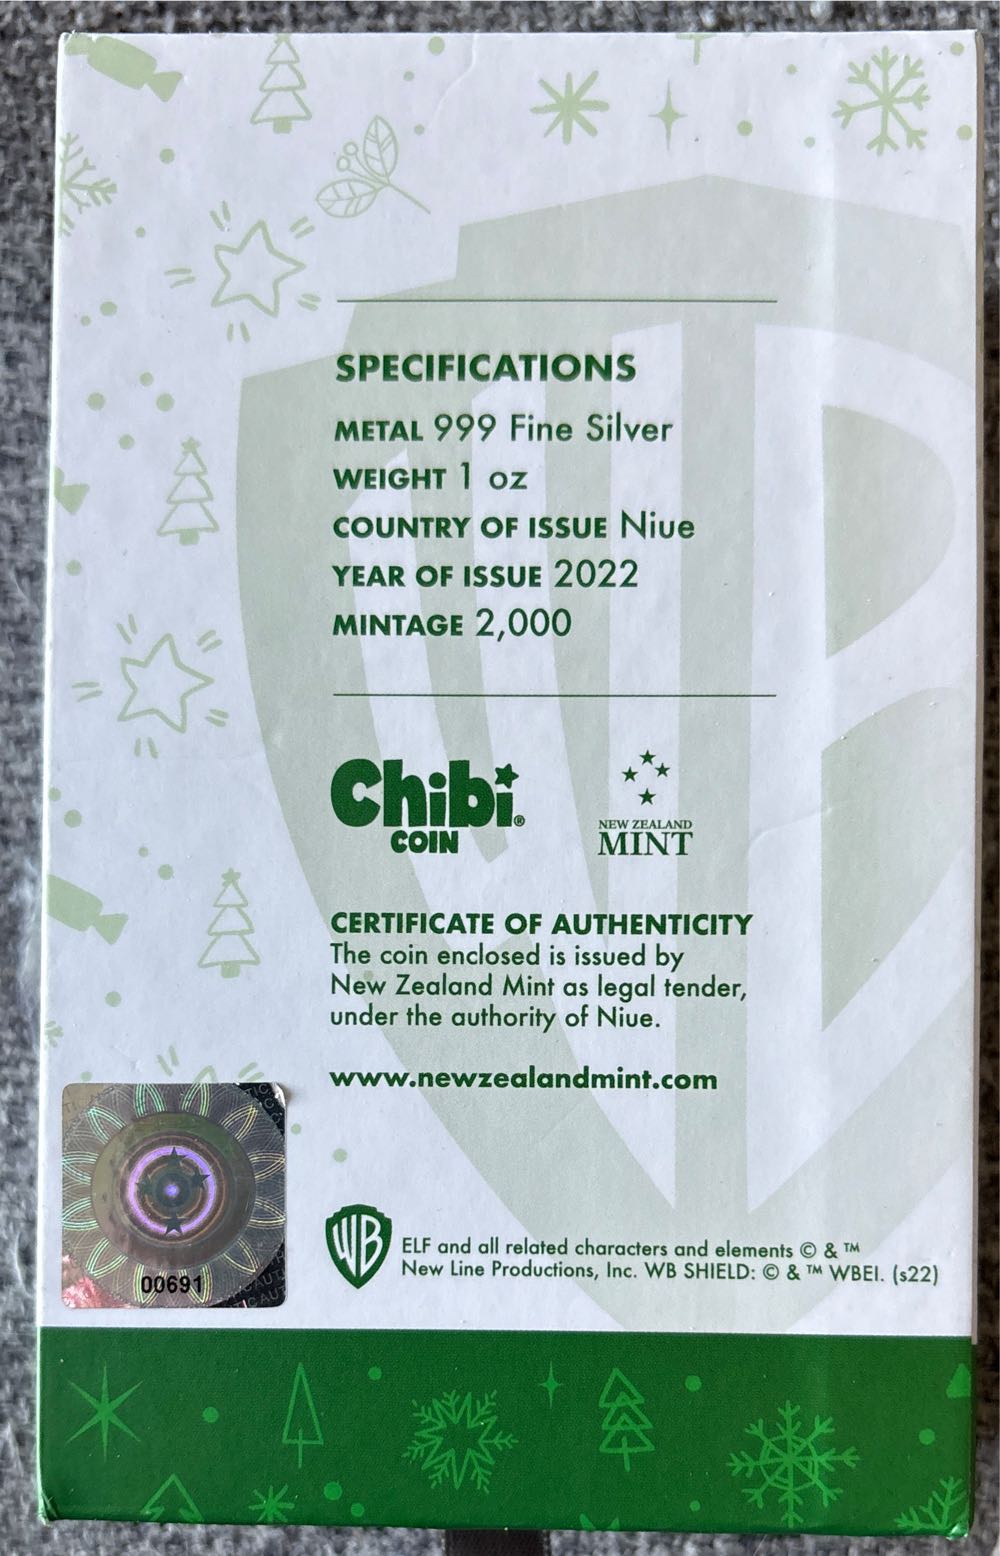 SPECIFICATIONS
METAL 999 Fine Silver
WEIGHT 1 oz
COUNTRY OF ISSUE Niue
YEAR OF ISSUE 2022
MINTAGE 2,000
Chibi®
COIN
NEW ZEALAND
MINT
CERTIFICATE OF AUTHENTICITY
The coin enclosed is issued by
New Zealand Mint as legal tender,
under the authority of Niue.
www.newzealandmint.com
00691
WB
ELF and all related characters and elements © & ™
New Line Productions, Inc. WB SHIELD: © & ™ WBEI. (s22)